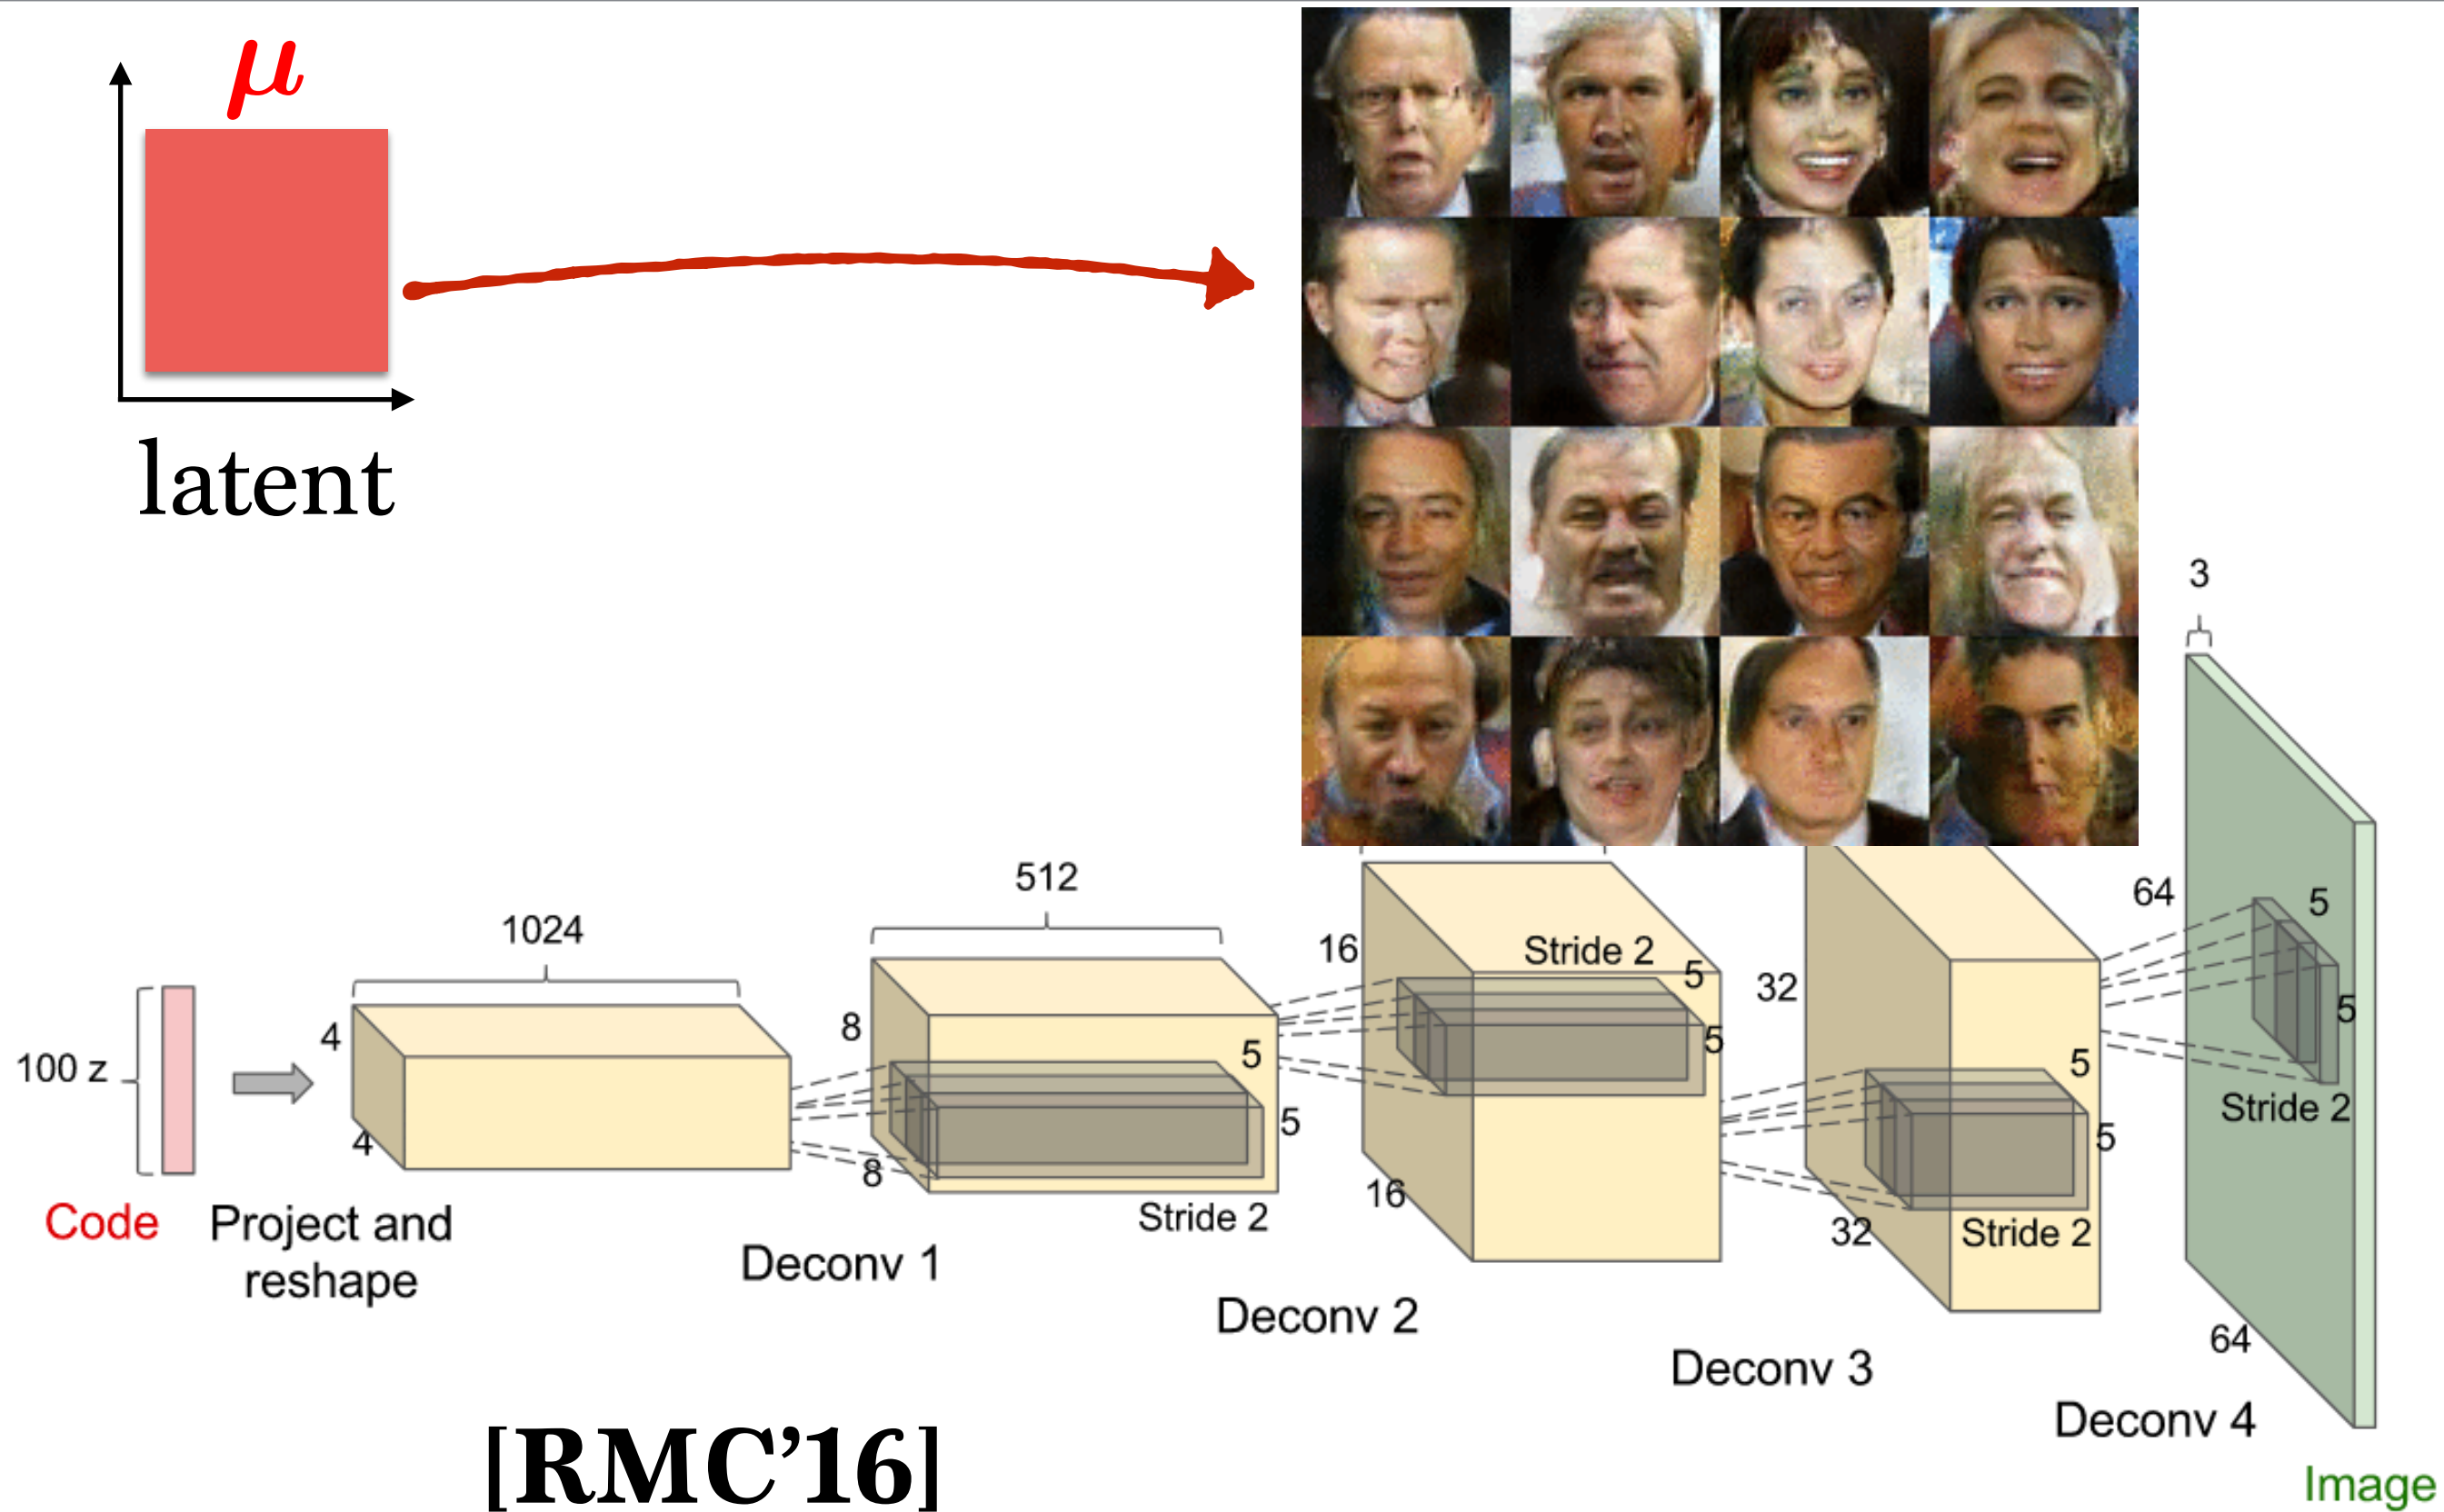 μ
latent
3
64
5
5
Stride 2
64
512
1024
16
Stride 2
5
5
16
32
5
5
32
Stride 2
8
5
5
8
Stride 2
4
4
100 z
Code
Project and
reshape
Deconv 1
Deconv 2
Deconv 3
Deconv 4
Image
[RMC’16]